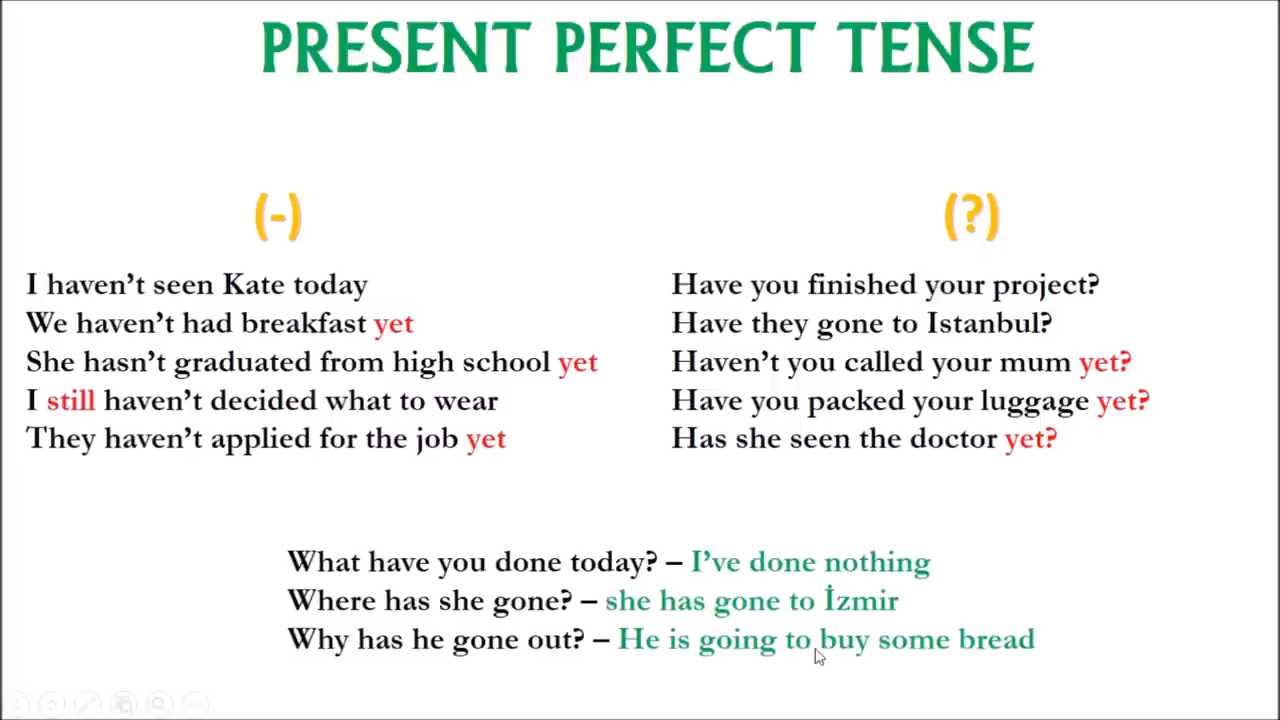 PRESENT PERFECT TENSE
(-)
I haven’t seen Kate today
We haven’t had breakfast yet
She hasn’t graduated from high school yet
I still haven’t decided what to wear
They haven’t applied for the job yet
(?)
Have you finished your project?
Have they gone to Istanbul?
Haven’t you called your mum yet?
Have you packed your luggage yet?
Has she seen the doctor yet?
What have you done today? – I’ve done nothing
Where has she gone? – she has gone to İzmir
Why has he gone out? – He is going to buy some bread